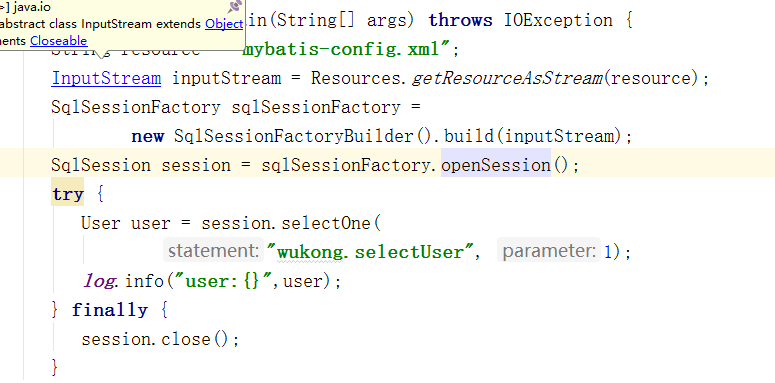 >] java.io
abstract class InputStream extends Object
nents Closeable
in(String[] args) throws IOException {
String resource = "mybatis-config.xml";
InputStream inputStream = Resources.getResourceAsStream(resource);
SqlSessionFactory sqlSessionFactory =
new SqlSessionFactoryBuilder().build(inputStream);
SqlSession session = sqlSessionFactory.openSession();
try {
User user = session.selectOne(
statement: "wukong.selectUser", parameter: 1);
log.info("user:{}",user);
} finally {
session.close();
}